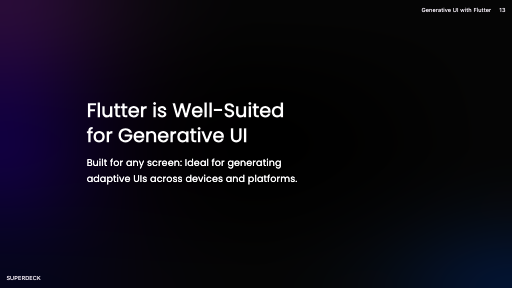 Generative UI with Flutter 13
Flutter is Well-Suited
for Generative UI
Built for any screen: Ideal for generating
adaptive UIs across devices and platforms.
SUPERDECK